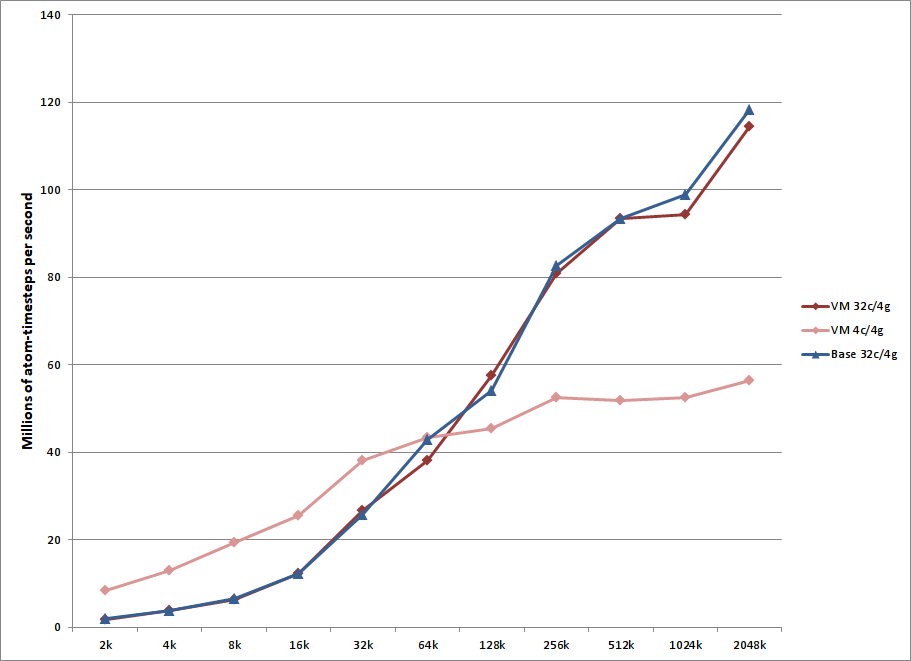 140
120
100
80
60
40
20
0
Millions of atom-timesteps per second
2k 4k 8k 16k 32k 64k 128k 256k 512k 1024k 2048k
VM 32c/4g
VM 4c/4g
Base 32c/4g